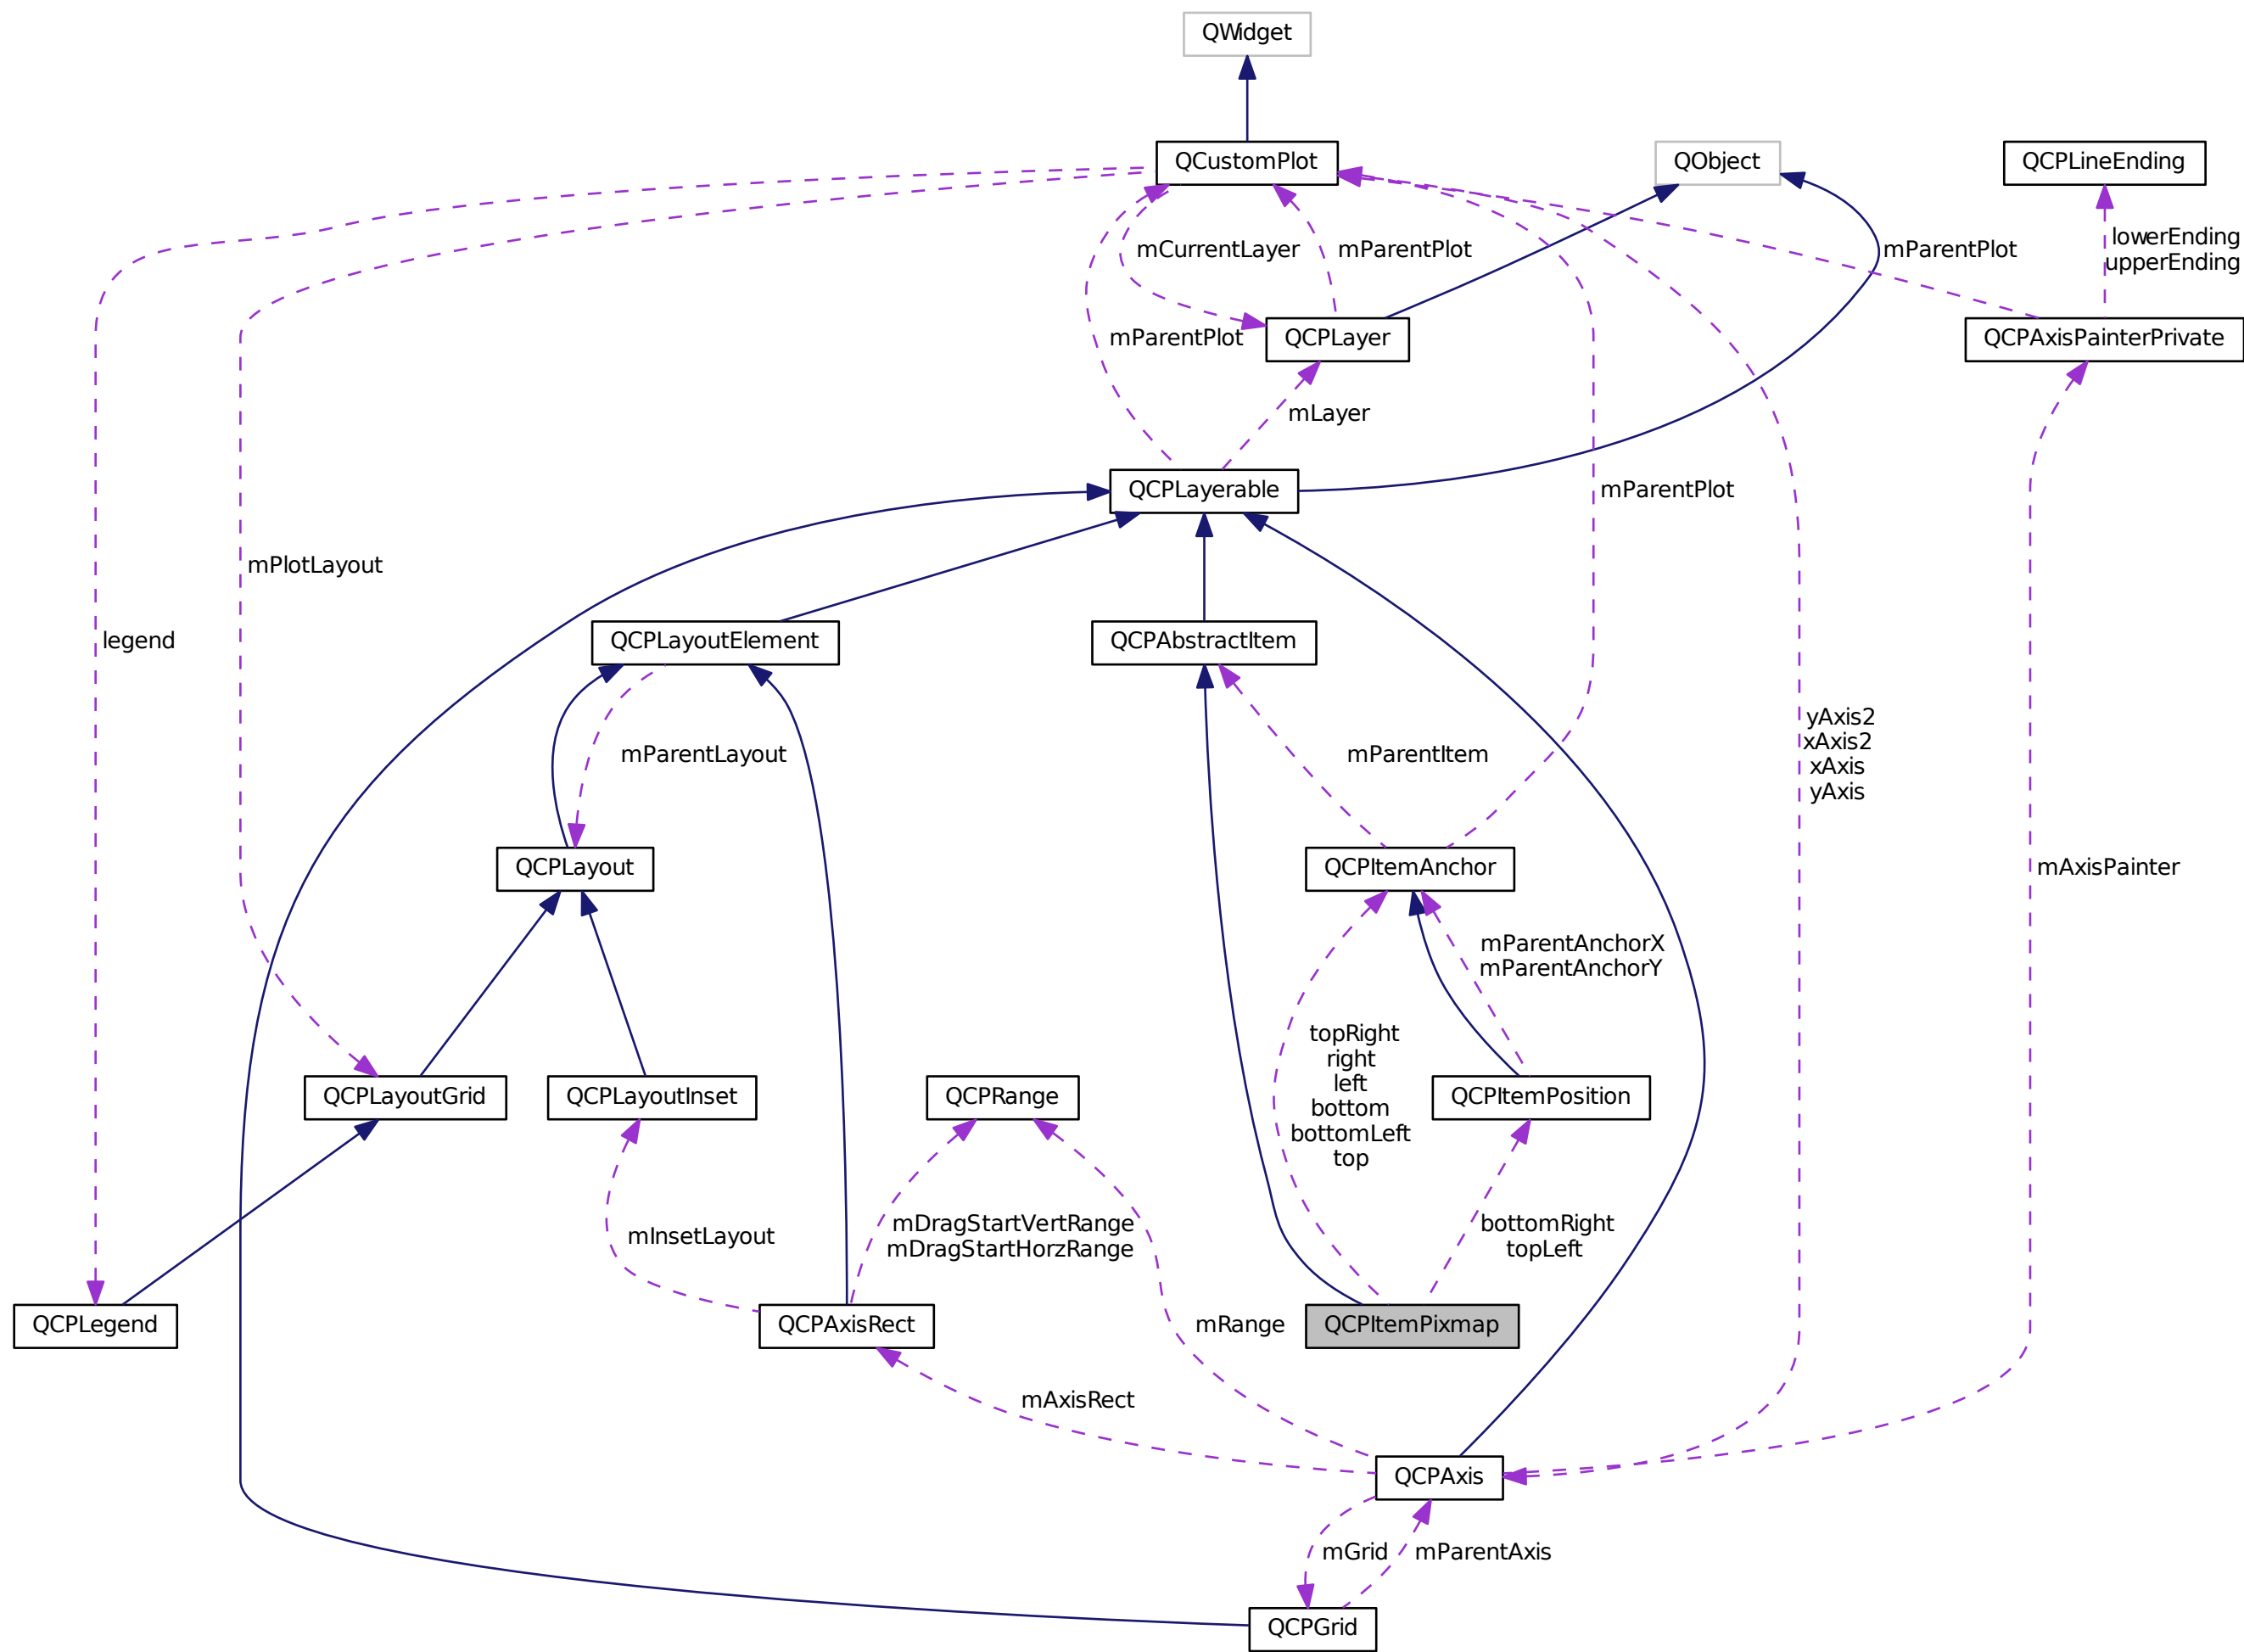 QWidget
QCustomPlot
QObject
QCPLineEnding
lowerEnding
upperEnding
mCurrentLayer
mParentPlot
mParentPlot
mParentPlot
QCPLayer
QCPAxisPainterPrivate
mLayer
QCPLayerable
mParentPlot
mPlotLayout
legend
QCPLayoutElement
QCPAbstractItem
yAxis2
xAxis2
xAxis
yAxis
mParentLayout
mParentItem
QCPLayout
QCPItemAnchor
mAxisPainter
mParentAnchorX
mParentAnchorY
topRight
right
left
bottom
bottomLeft
top
QCPLayoutGrid
QCPLayoutInset
QCPRange
QCPItemPosition
mInsetLayout
mDragStartVertRange
mDragStartHorzRange
bottomRight
topLeft
QCPLegend
QCPAxisRect
mRange
QCPItemPixmap
mAxisRect
QCPAxis
mGrid
mParentAxis
QCPGrid